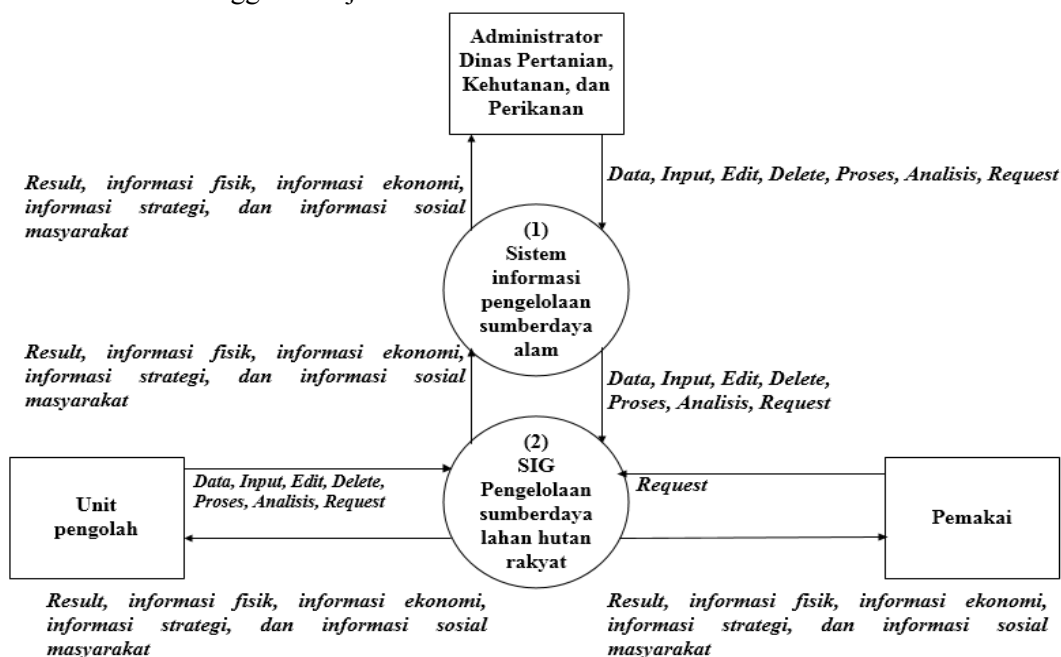 Administrator
Dinas Pertanian,
Kehutanan, dan
Perikanan
Result, informasi fisik, informasi ekonomi,
informasi strategi, dan informasi sosial
masyarakat
Data, Input, Edit, Delete, Proses, Analisis, Request
(1)
Sistem
informasi
pengelolaan
sumberdaya
alam
Result, informasi fisik, informasi ekonomi,
informasi strategi, dan informasi sosial
masyarakat
Data, Input, Edit, Delete,
Proses, Analisis, Request
(2)
SIG
Pengelolaan
sumberdaya
lahan hutan
rakyat
Unit
pengolah
Data, Input, Edit, Delete,
Proses, Analisis, Request
Request
Pemakai
Result, informasi fisik, informasi ekonomi,
informasi strategi, dan informasi sosial
masyarakat
Result, informasi fisik, informasi ekonomi,
informasi strategi, dan informasi sosial
masyarakat